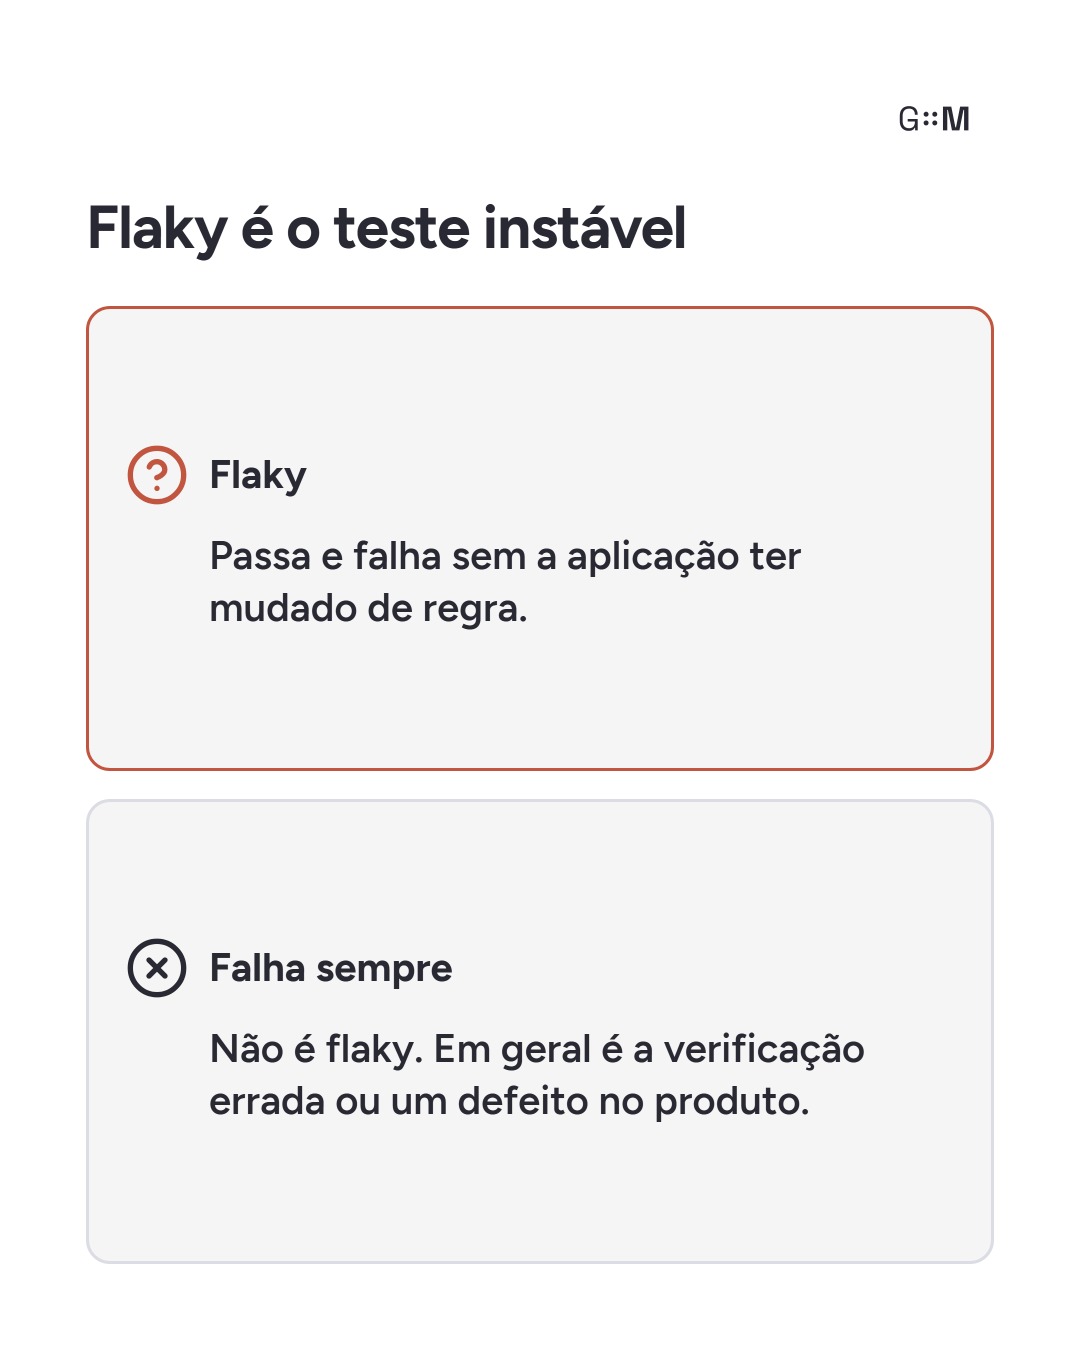 G::M
Flaky é o teste instável
Flaky
Passa e falha sem a aplicação ter
mudado de regra.
Falha sempre
Não é flaky. Em geral é a verificação
errada ou um defeito no produto.